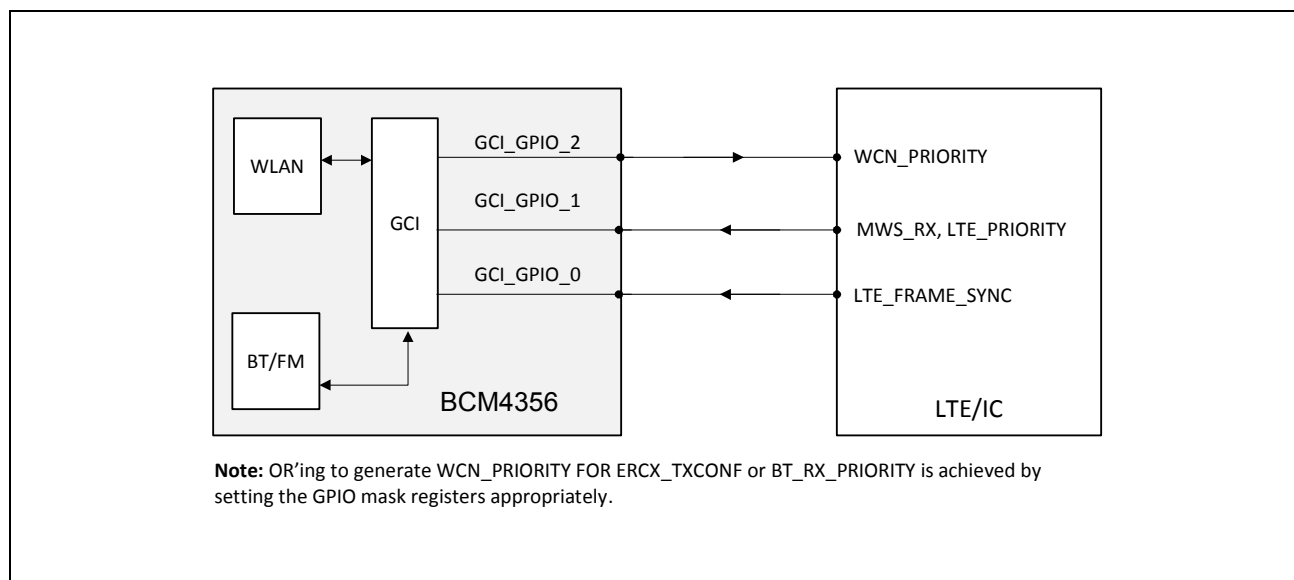 GCI_GPIO_2
WLAN
WCN_PRIORITY
GCI_GPIO_1
GCI
MWS_RX, LTE_PRIORITY
GCI_GPIO_0
LTE_FRAME_SYNC
BT/FM
BCM4356
LTE/IC
Note: OR’ing to generate WCN_PRIORITY FOR ERCX_TXCONF or BT_RX_PRIORITY is achieved by
setting the GPIO mask registers appropriately.